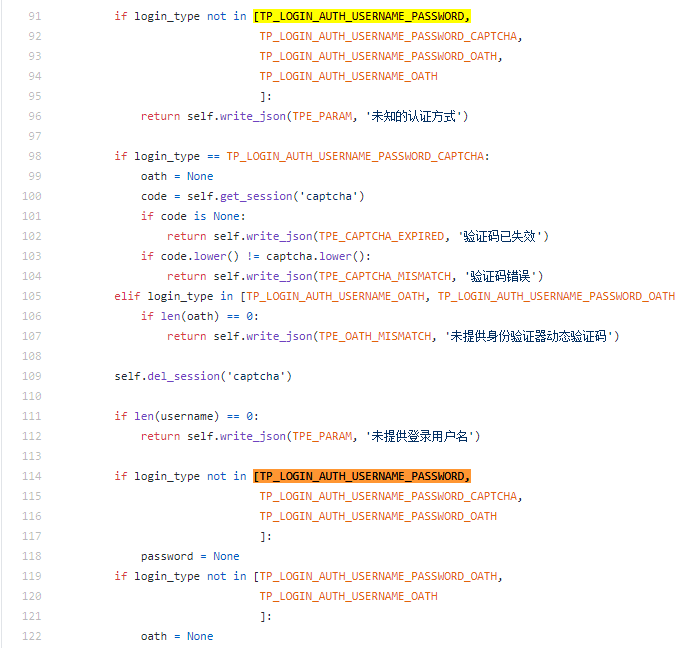 91 if login_type not in [TP_LOGIN_AUTH_USERNAME_PASSWORD,
92 TP_LOGIN_AUTH_USERNAME_PASSWORD_CAPTCHA,
93 TP_LOGIN_AUTH_USERNAME_PASSWORD_OATH,
94 TP_LOGIN_AUTH_USERNAME_OATH
95 ]:
96 return self.write_json(TPE_PARAM, '未知的认证方式')
97
98 if login_type == TP_LOGIN_AUTH_USERNAME_PASSWORD_CAPTCHA:
99 oath = None
100 code = self.get_session('captcha')
101 if code is None:
102 return self.write_json(TPE_CAPTCHA_EXPIRED, '验证码已失效')
103 if code.lower() != captcha.lower():
104 return self.write_json(TPE_CAPTCHA_MISMATCH, '验证码错误')
105 elif login_type in [TP_LOGIN_AUTH_USERNAME_OATH, TP_LOGIN_AUTH_USERNAME_PASSWORD_OATH
106 if len(oath) == 0:
107 return self.write_json(TPE_OATH_MISMATCH, '未提供身份验证器动态验证码')
108
109 self.del_session('captcha')
110
111 if len(username) == 0:
112 return self.write_json(TPE_PARAM, '未提供登录用户名')
113
114 if login_type not in [TP_LOGIN_AUTH_USERNAME_PASSWORD,
115 TP_LOGIN_AUTH_USERNAME_PASSWORD_CAPTCHA,
116 TP_LOGIN_AUTH_USERNAME_PASSWORD_OATH
117 ]:
118 password = None
119 if login_type not in [TP_LOGIN_AUTH_USERNAME_PASSWORD_OATH,
120 TP_LOGIN_AUTH_USERNAME_OATH
121 ]:
122 oath = None